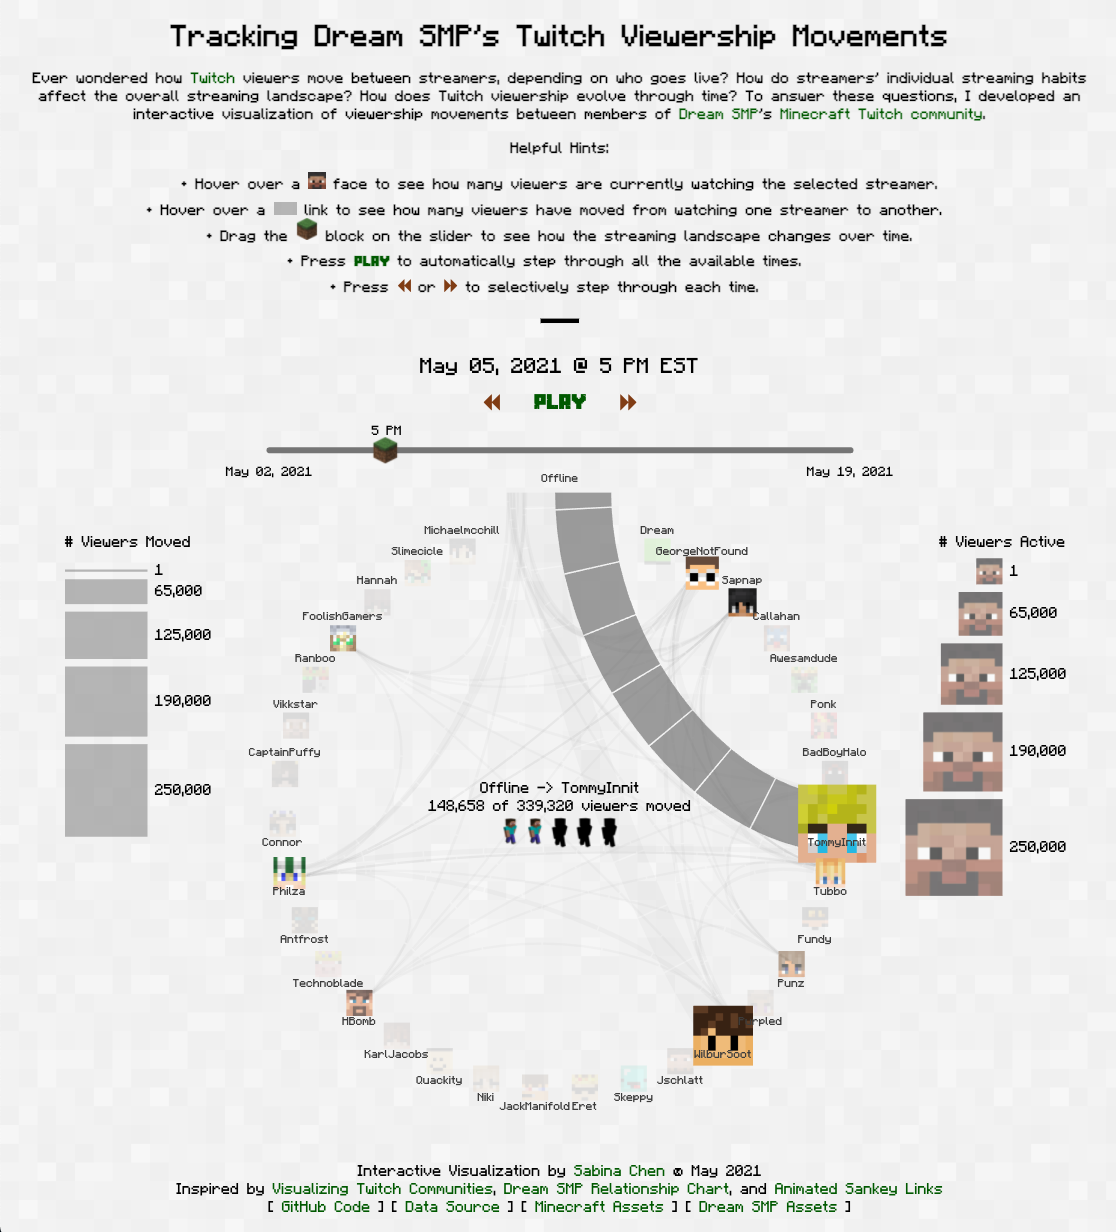 Tracking Dream SMP's Twitch Viewership Movements
Ever wondered how Twitch viewers move between streamers, depending on who goes live? How do streamers' individual streaming habits
affect the overall streaming landscape? How does Twitch viewership evolve through time? To answer these questions, I developed an
interactive visualization of viewership movements between members of Dream SMP's Minecraft Twitch community.
Helpful Hints:
• Hover over a face to see how many viewers are currently watching the selected streamer.
• Hover over a link to see how many viewers have moved from watching one streamer to another.
• Drag the block on the slider to see how the streaming landscape changes over time.
• Press PLAY to automatically step through all the available times.
• Press or to selectively step through each time.
May 05, 2021 @ 5 PM EST
PLAY
5 PM
May 02, 2021
May 19, 2021
Offline
# Viewers Moved
1
65,000
125,000
190,000
250,000
# Viewers Active
1
65,000
125,000
190,000
250,000
Michaelmcchill
Slimecicle
Hannah
FoolishGamers
Ranboo
Vikkstar
CaptainPuffy
Connor
Philza
Antfrost
Technoblade
HBomb
KarlJacobs
Quackity
Niki
JackManifold
Eret
Skeppy
Jschlatt
WilburSoot
Purpled
Punz
Fundy
Tubbo
TommyInnit
BadBoyHalo
Ponk
Awesamdude
Callahan
Sapnap
GeorgeNotFound
Dream
Offline -> TommyInnit
148,658 of 339,320 viewers moved
Interactive Visualization by Sabina Chen @ May 2021
Inspired by Visualizing Twitch Communities, Dream SMP Relationship Chart, and Animated Sankey Links
[ GitHub Code ] [ Data Source ] [ Minecraft Assets ] [ Dream SMP Assets ]